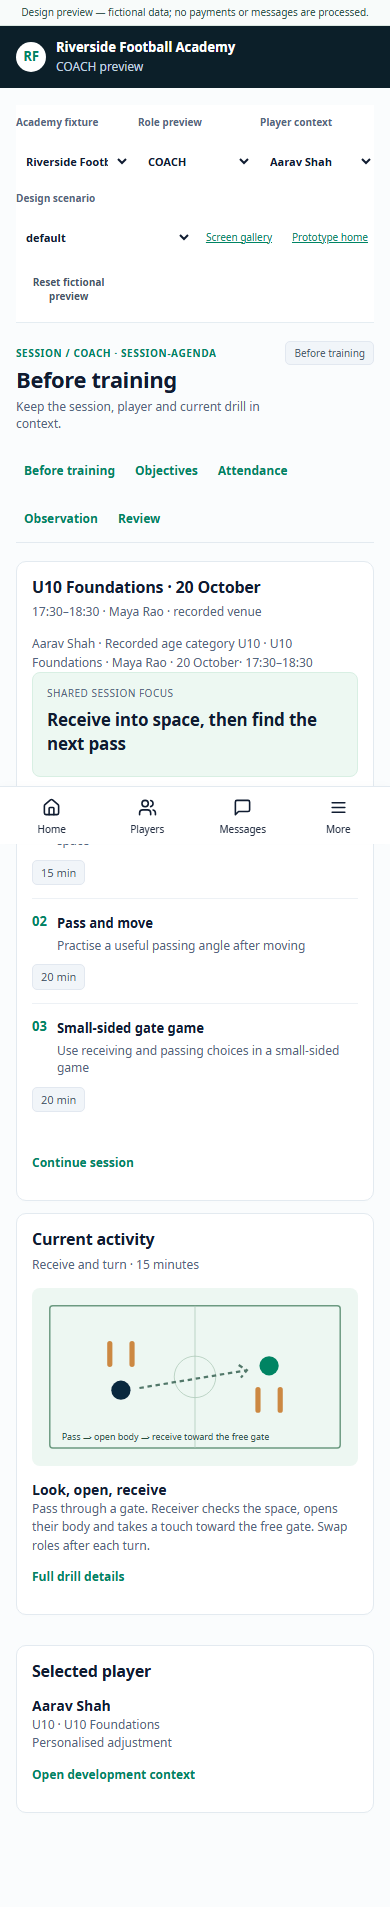 Design preview — fictional data; no payments or messages are processed.
RF
Riverside Football Academy
COACH preview
Academy fixture
Role preview
Player context
Riverside Foot
COACH
Aarav Shah
Design scenario
default
Screen gallery
Prototype home
Reset fictional
preview
SESSION / COACH · SESSION-AGENDA
Before training
Before training
Keep the session, player and current drill in
context.
Before training
Objectives
Attendance
Observation
Review
U10 Foundations · 20 October
17:30–18:30 · Maya Rao · recorded venue
Aarav Shah · Recorded age category U10 · U10
Foundations · Maya Rao · 20 October· 17:30–18:30
SHARED SESSION FOCUS
Receive into space, then find the
next pass
Home
Players
Messages
More
15 min
02 Pass and move
Practise a useful passing angle after moving
20 min
03 Small-sided gate game
Use receiving and passing choices in a small-sided
game
20 min
Continue session
Current activity
Receive and turn · 15 minutes
Pass → open body → receive toward the free gate
Look, open, receive
Pass through a gate. Receiver checks the space, opens
their body and takes a touch toward the free gate. Swap
roles after each turn.
Full drill details
Selected player
Aarav Shah
U10 · U10 Foundations
Personalised adjustment
Open development context